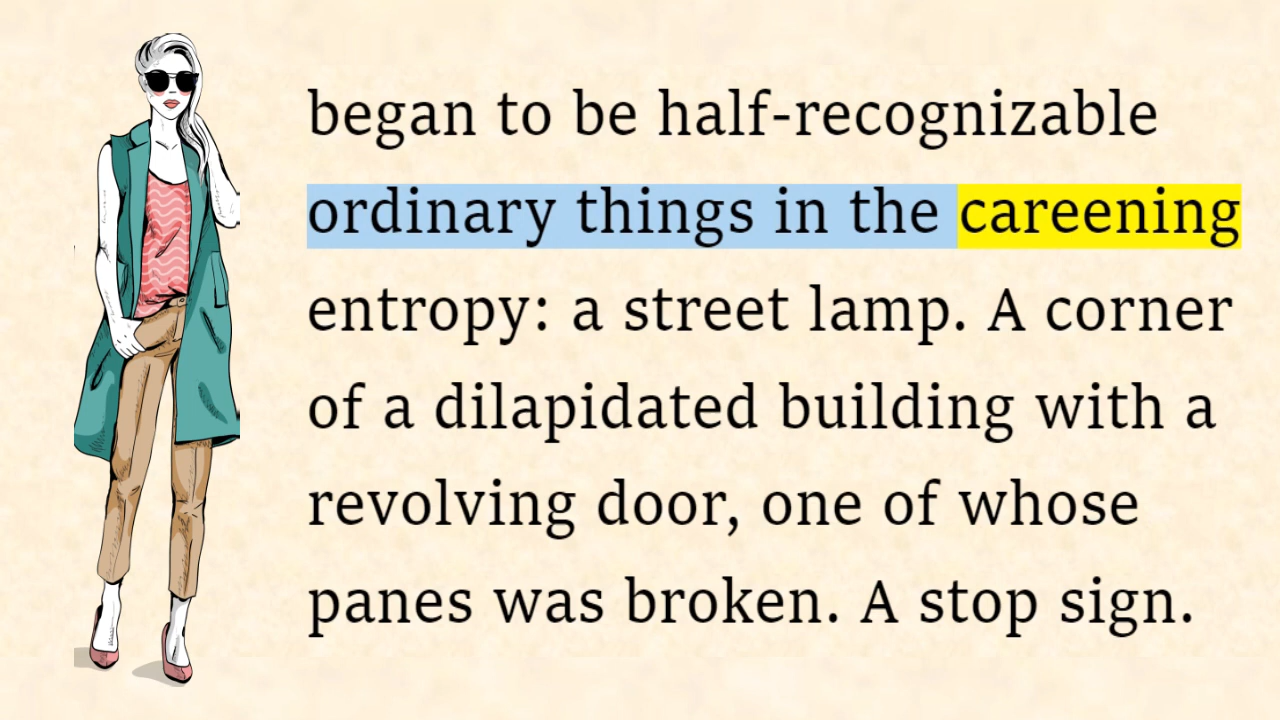 began to be half-recognizable
ordinary things in the careening
entropy: a street lamp. A corner
of a dilapidated building with a
revolving door, one of whose
panes was broken. A stop sign.